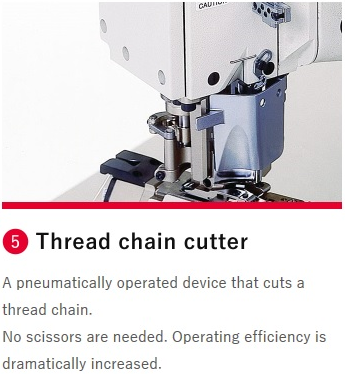 CAUTION
5 Thread chain cutter
A pneumatically operated device that cuts a
thread chain.
No scissors are needed. Operating efficiency is
dramatically increased.